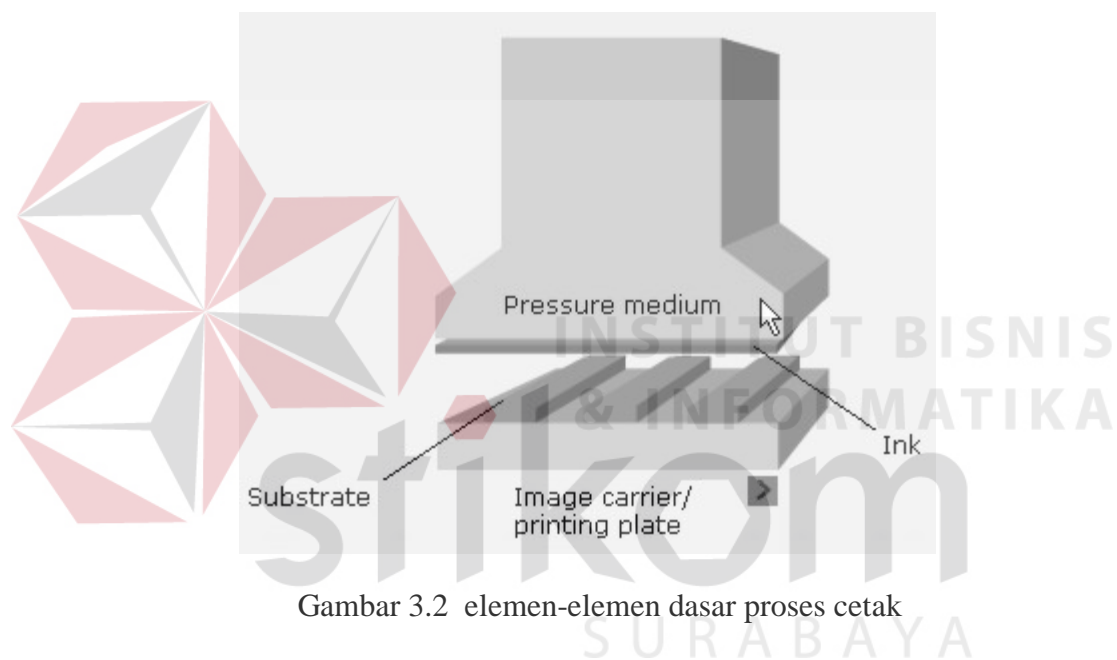 Pressure medium
INSTITUT BISNIS
& INFORMATIKA
Ink
Substrate
Image carrier/
printing plate
stikom
Gambar 3.2 elemen-elemen dasar proses cetak
SURABAYA